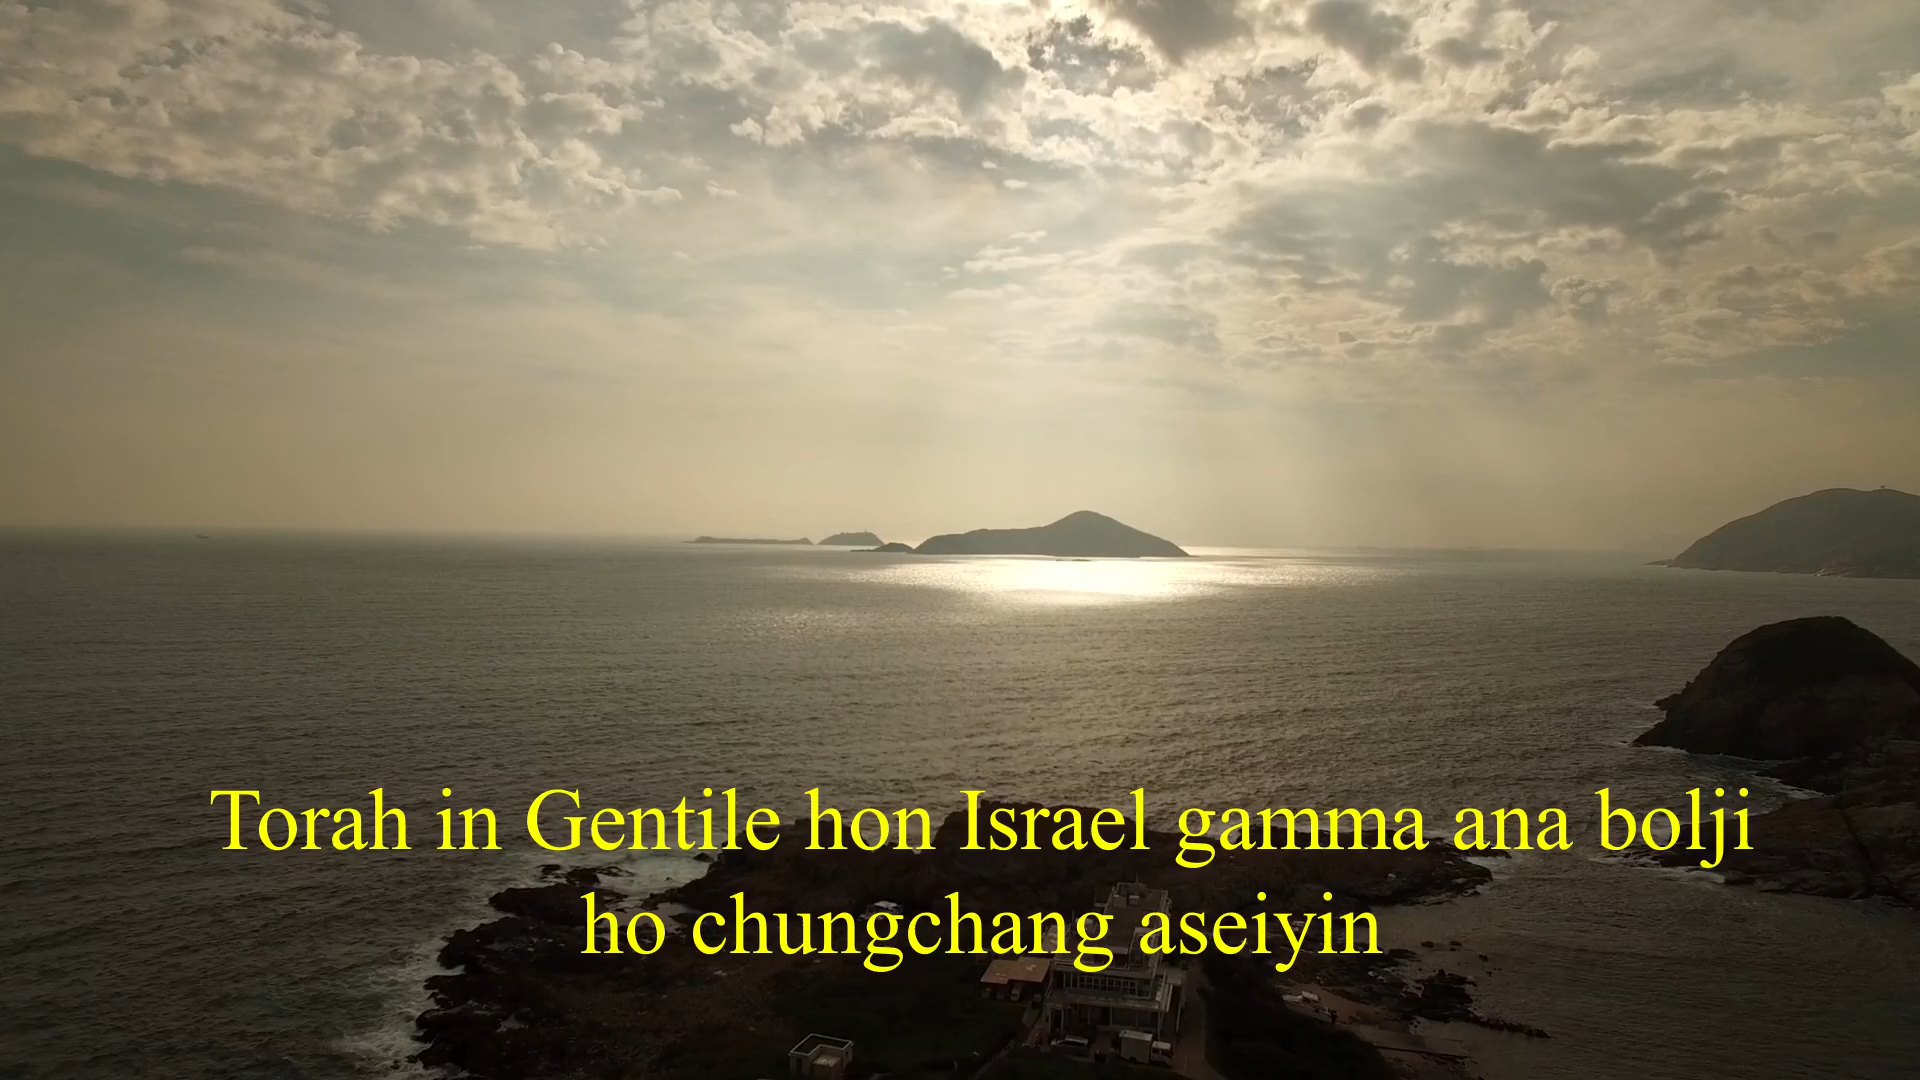 Torah in Gentile hon Israel gamma ana bolji
ho chungchang aseiyin